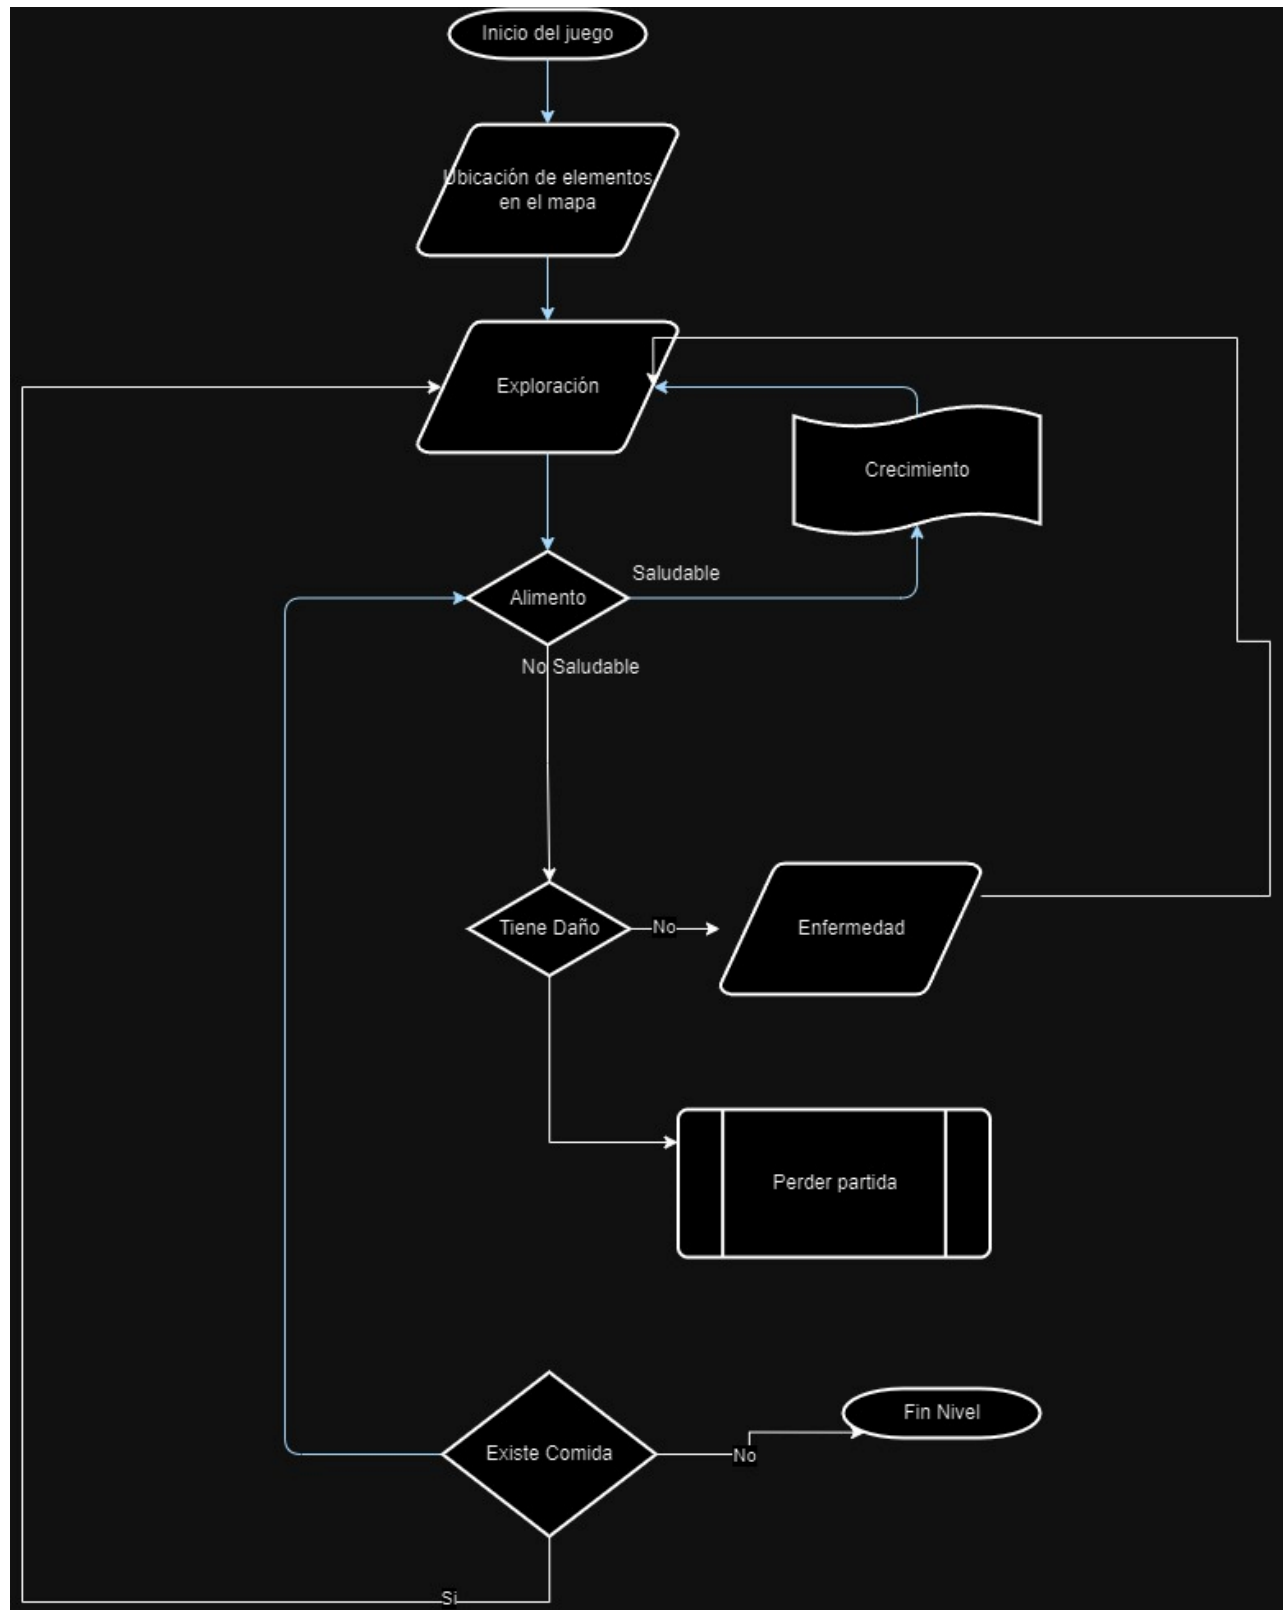 Inicio del juego
Ubicación de elementos
en el mapa
Exploración
Crecimiento
Saludable
Alimento
No Saludable
Tiene Daño
No
Enfermedad
Perder partida
Fin Nivel
Existe Comida
No
Si